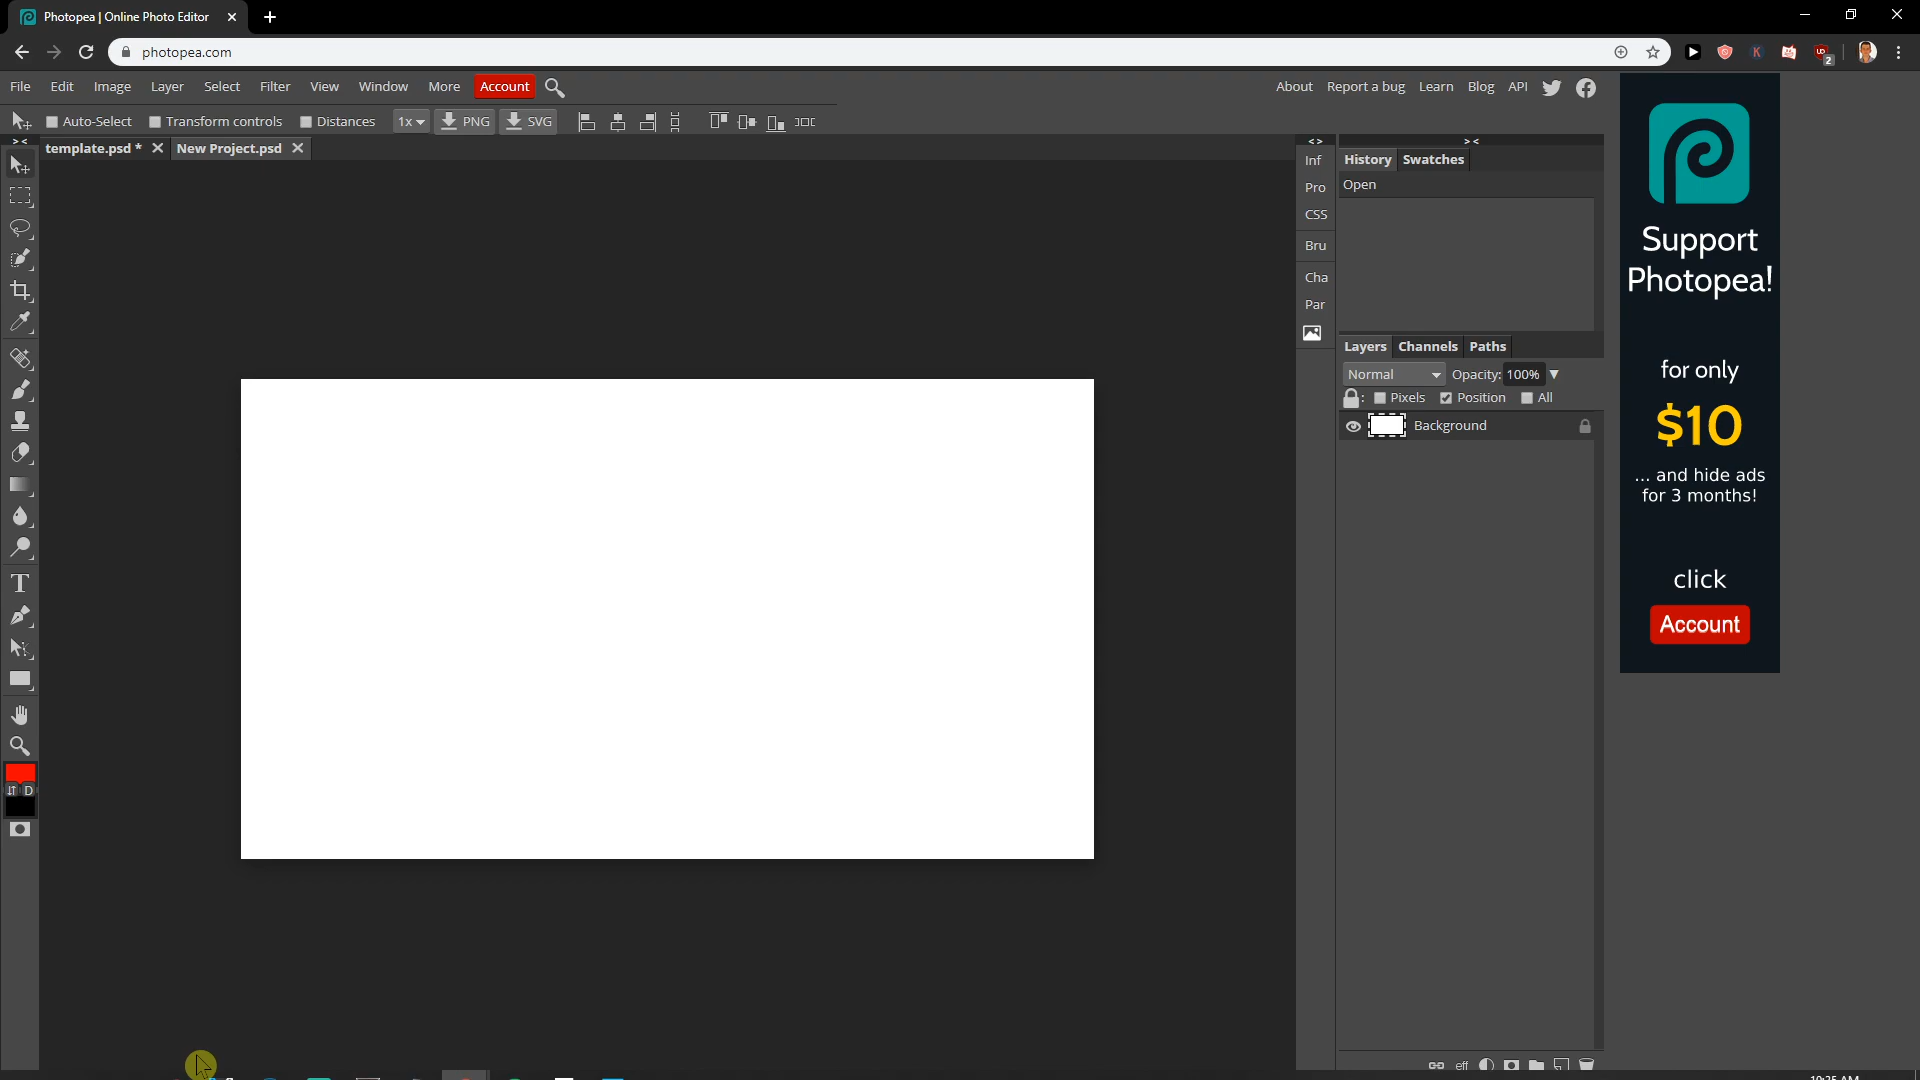 Photopea | Online Photo Editor
photopea.com
2
File Edit Image Layer Select Filter View Window More Account
About Report a bug Learn Blog API
Auto-Select Transform controls Distances 1x PNG SVG
> <
template.psd * New Project.psd
< >
> <
Inf
Pro
CSS
Bru
Cha
Par
History Swatches
Open
Layers Channels Paths
Normal Opacity: 100%
: Pixels Position All
Background
eff
T
D
Support
Photopea!
for only
$10
... and hide ads
for 3 months!
click
Account